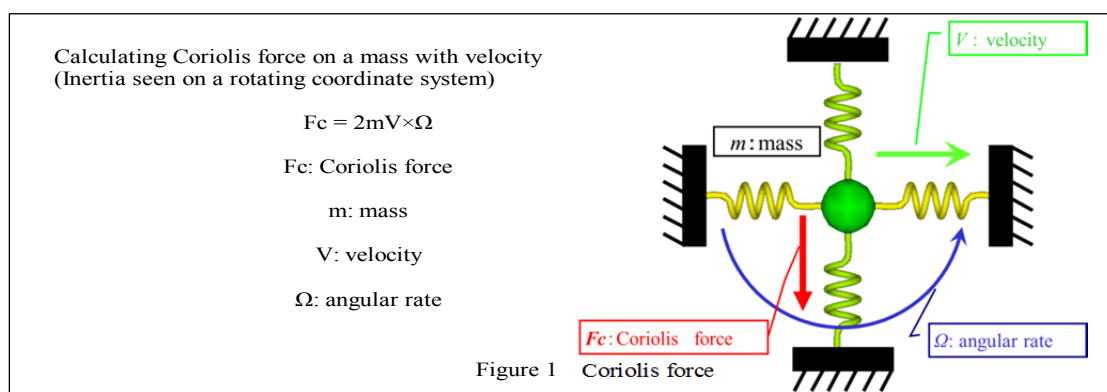 Calculating Coriolis force on a mass with velocity
(Inertia seen on a rotating coordinate system)
Fc = 2mV×Ω
Fc: Coriolis force
m: mass
V: velocity
Ω: angular rate
V: velocity
m: mass
Fc: Coriolis force
Ω: angular rate
Figure 1 Coriolis force